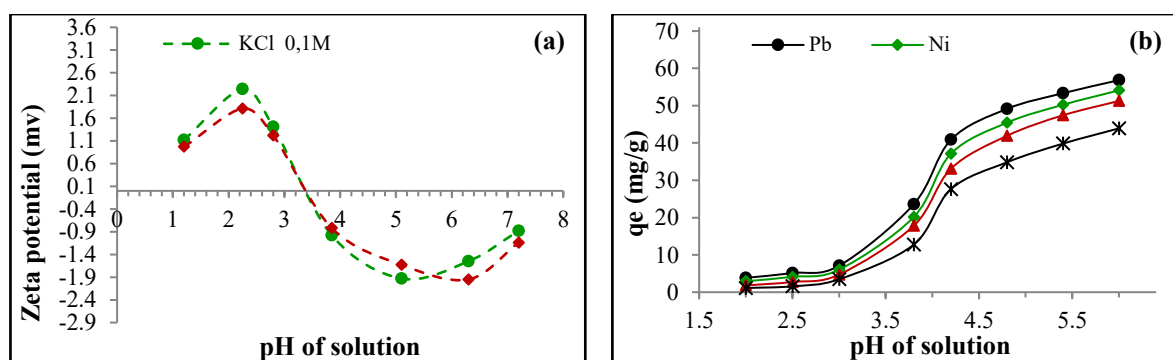 (a)
KCl 0,1M
3.6
3.1
2.6
2.1
1.6
1.1
0.6
0.1
-0.4
-0.9
-1.4
-1.9
-2.4
-2.9
0 1 2 3 4 5 6 7 8
Zeta potential (mv)
pH of solution
(b)
Pb Ni
70
60
50
40
30
20
10
0
1.5 2.5 3.5 4.5 5.5
qe (mg/g)
pH of solution